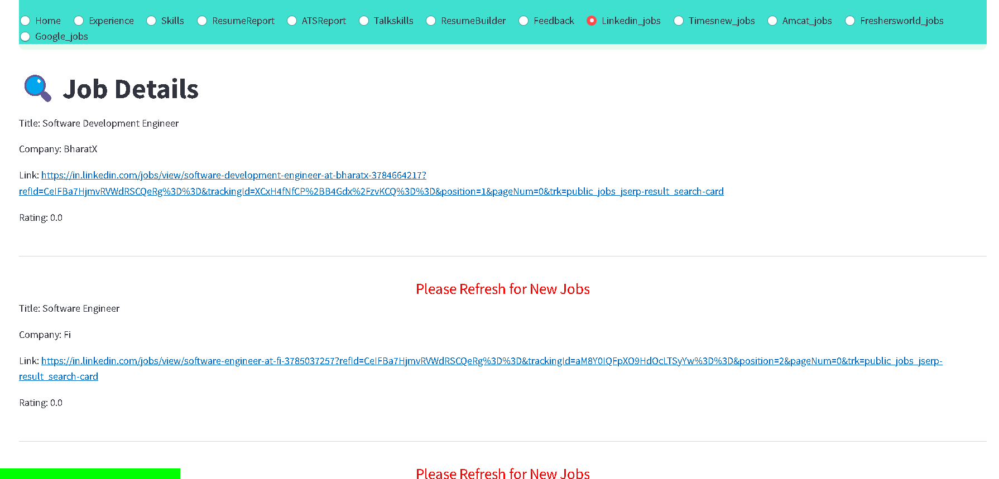 Home Experience Skills ResumeReport ATSReport Talkskills ResumeBuilder Feedback Linkedin_jobs Timesnew_jobs Amcat_jobs Freshersworld_jobs
Google_jobs
Job Details
Title: Software Development Engineer
Company: BharatX
Link: https://in.linkedin.com/jobs/view/software-development-engineer-at-bharatx-3784664217?
refId=CeIFBa7HjmvRVWdRSCQeRg%3D%3D&trackingId=XCxH4fNfCP%2BB4Gdx%2FzvKCQ%3D%3D&position=1&pageNum=0&trk=public_jobs_jserp-result_search-card
Rating: 0.0
Please Refresh for New Jobs
Title: Software Engineer
Company: Fi
Link: https://in.linkedin.com/jobs/view/software-engineer-at-fi-3785037257?refId=CeIFBa7HjmvRVWdRSCQeRg%3D%3D&trackingId=aM8Y0IQFpXO9HdOcLTSyYw%3D%3D&position=2&pageNum=0&trk=public_jobs_jserp-
result_search-card
Rating: 0.0
Please Refresh for New Jobs